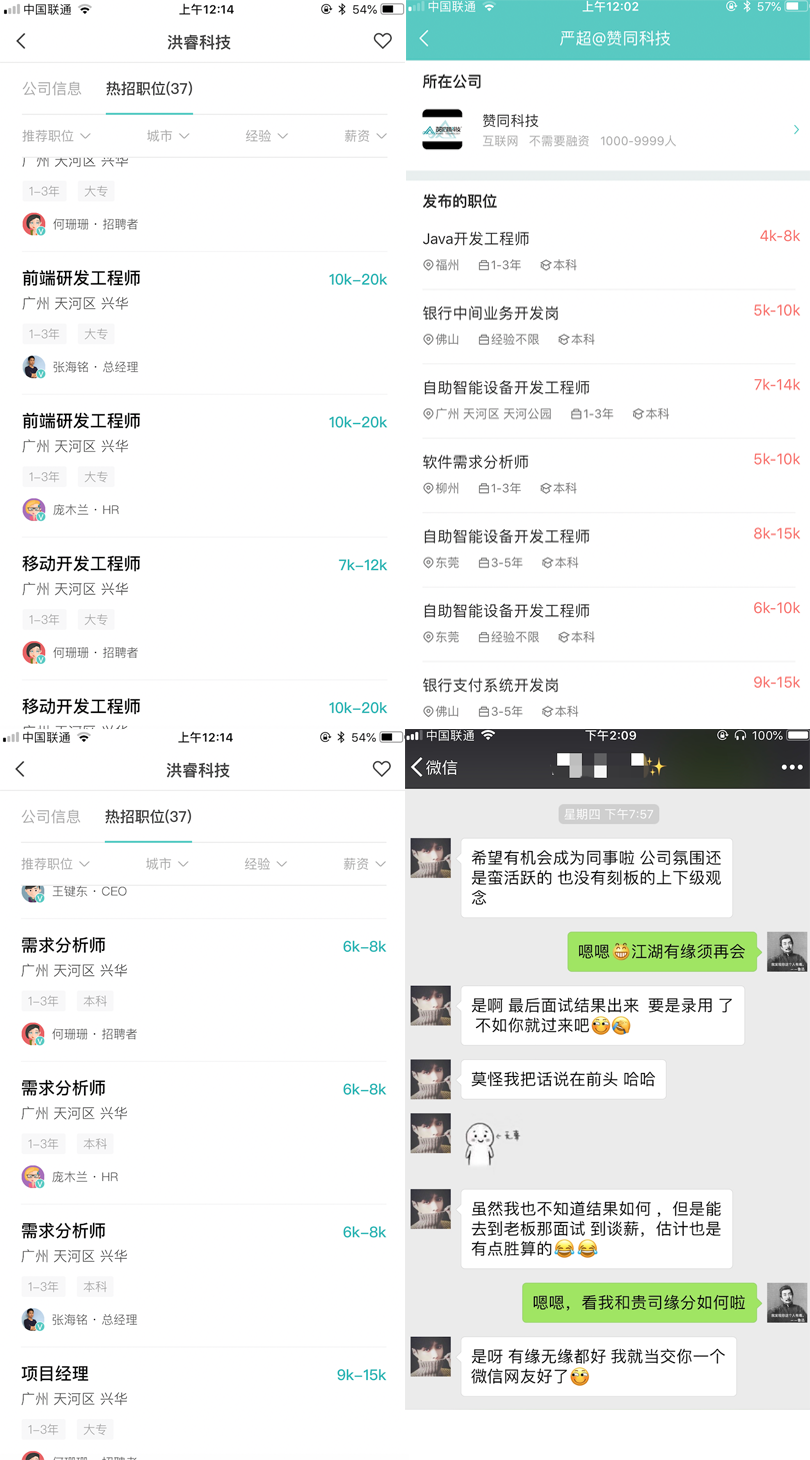 中国联通
上午12:14
54%
洪睿科技
公司信息
热招职位(37)
推荐职位
城市
经验
薪资
广州 天河区 兴华
1-3年
大专
何珊珊·招聘者
前端研发工程师
10k-20k
广州 天河区 兴华
1-3年
大专
张海铭·总经理
前端研发工程师
10k-20k
广州 天河区 兴华
1-3年
大专
庞木兰·HR
移动开发工程师
7k-12k
广州 天河区 兴华
1-3年
大专
何珊珊·招聘者
移动开发工程师
10k-20k
中国联通
上午12:02
57%
严超@赞同科技
所在公司
赞同科技
互联网 不需要融资 1000-9999人
发布的职位
Java开发工程师
4k-8k
福州 1-3年 本科
银行中间业务开发岗
5k-10k
佛山 经验不限 本科
自助智能设备开发工程师
7k-14k
广州 天河区 天河公园 1-3年 本科
软件需求分析师
5k-10k
柳州 1-3年 本科
自助智能设备开发工程师
8k-15k
东莞 3-5年 本科
自助智能设备开发工程师
6k-10k
东莞 经验不限 本科
银行支付系统开发岗
9k-15k
佛山 3-5年 本科
中国联通
上午12:14
54%
洪睿科技
公司信息
热招职位(37)
推荐职位
城市
经验
薪资
王键东·CEO
需求分析师
6k-8k
广州 天河区 兴华
1-3年
本科
何珊珊·招聘者
需求分析师
6k-8k
广州 天河区 兴华
1-3年
本科
庞木兰·HR
需求分析师
6k-8k
广州 天河区 兴华
1-3年
本科
张海铭·总经理
项目经理
9k-15k
广州 天河区 兴华
1-3年
大专
中国联通
下午2:09
100%
微信
星期四 下午7:57
希望有机会成为同事啦 公司氛围还
是蛮活跃的 也没有刻板的上下级观
念
嗯嗯😁江湖有缘须再会
是啊 最后面试结果出来 要是录用 了
不如你就过来吧
莫怪我把话说在前头 哈哈
虽然我也不知道结果如何 ，但是能
去到老板那面试 到谈薪，估计也是
有点胜算的😂😂
嗯嗯，看我和贵司缘分如何啦
是呀 有缘无缘都好 我就当交你一个
微信网友好了